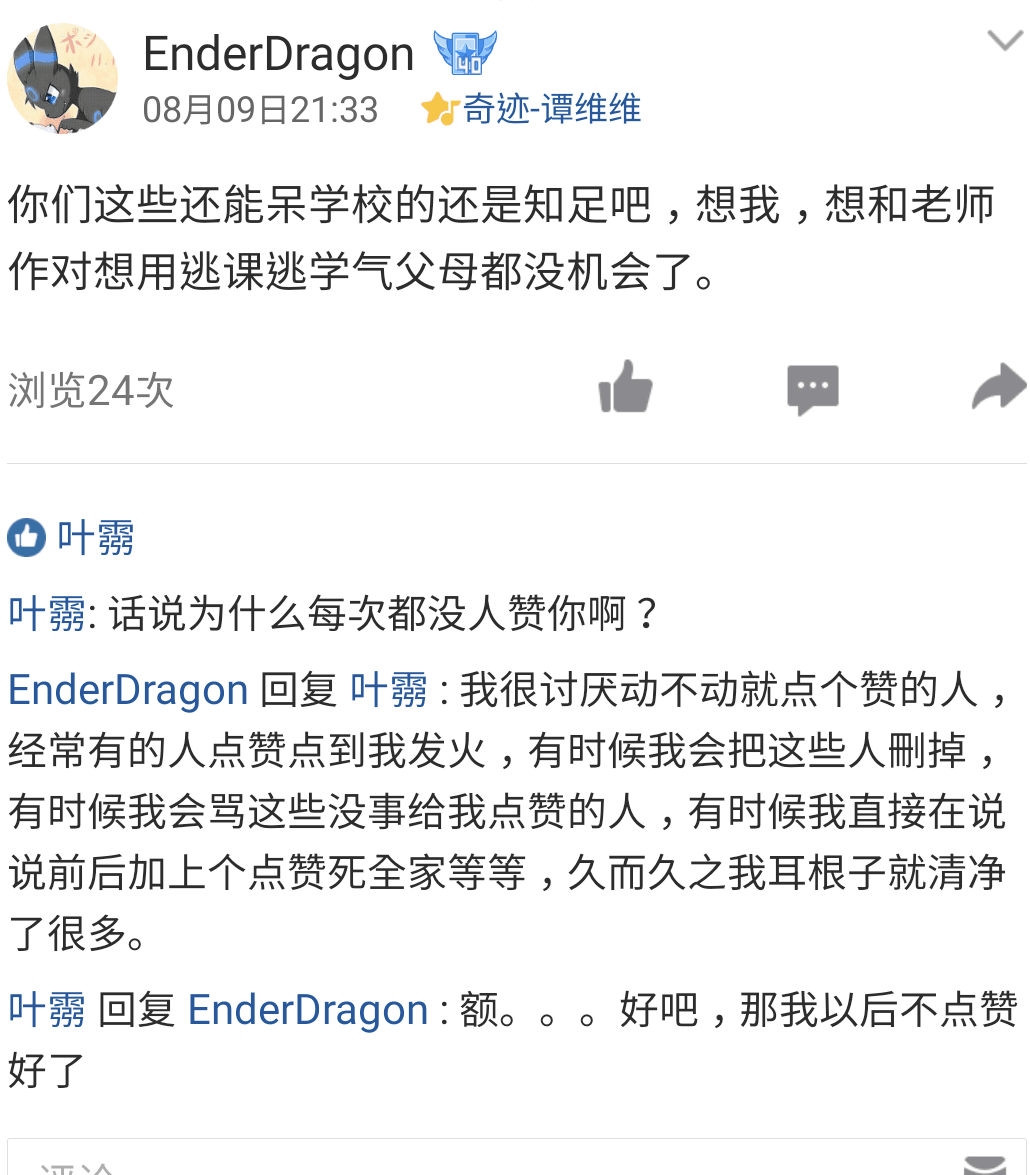 EnderDragon 40
08月09日21:33 奇迹-谭维维
你们这些还能呆学校的还是知足吧，想我，想和老师
作对想用逃课逃学气父母都没机会了。
浏览24次
叶霛
叶霛: 话说为什么每次都没人赞你啊？
EnderDragon 回复 叶霛 : 我很讨厌动不动就点个赞的人，
经常有的人点赞点到我发火，有时候我会把这些人刪掉，
有时候我会骂这些没事给我点赞的人，有时候我直接在说
说前后加上个点赞死全家等等，久而久之我耳根子就清净
了很多。
叶霛 回复 EnderDragon : 额。。。好吧，那我以后不点赞
好了
评论